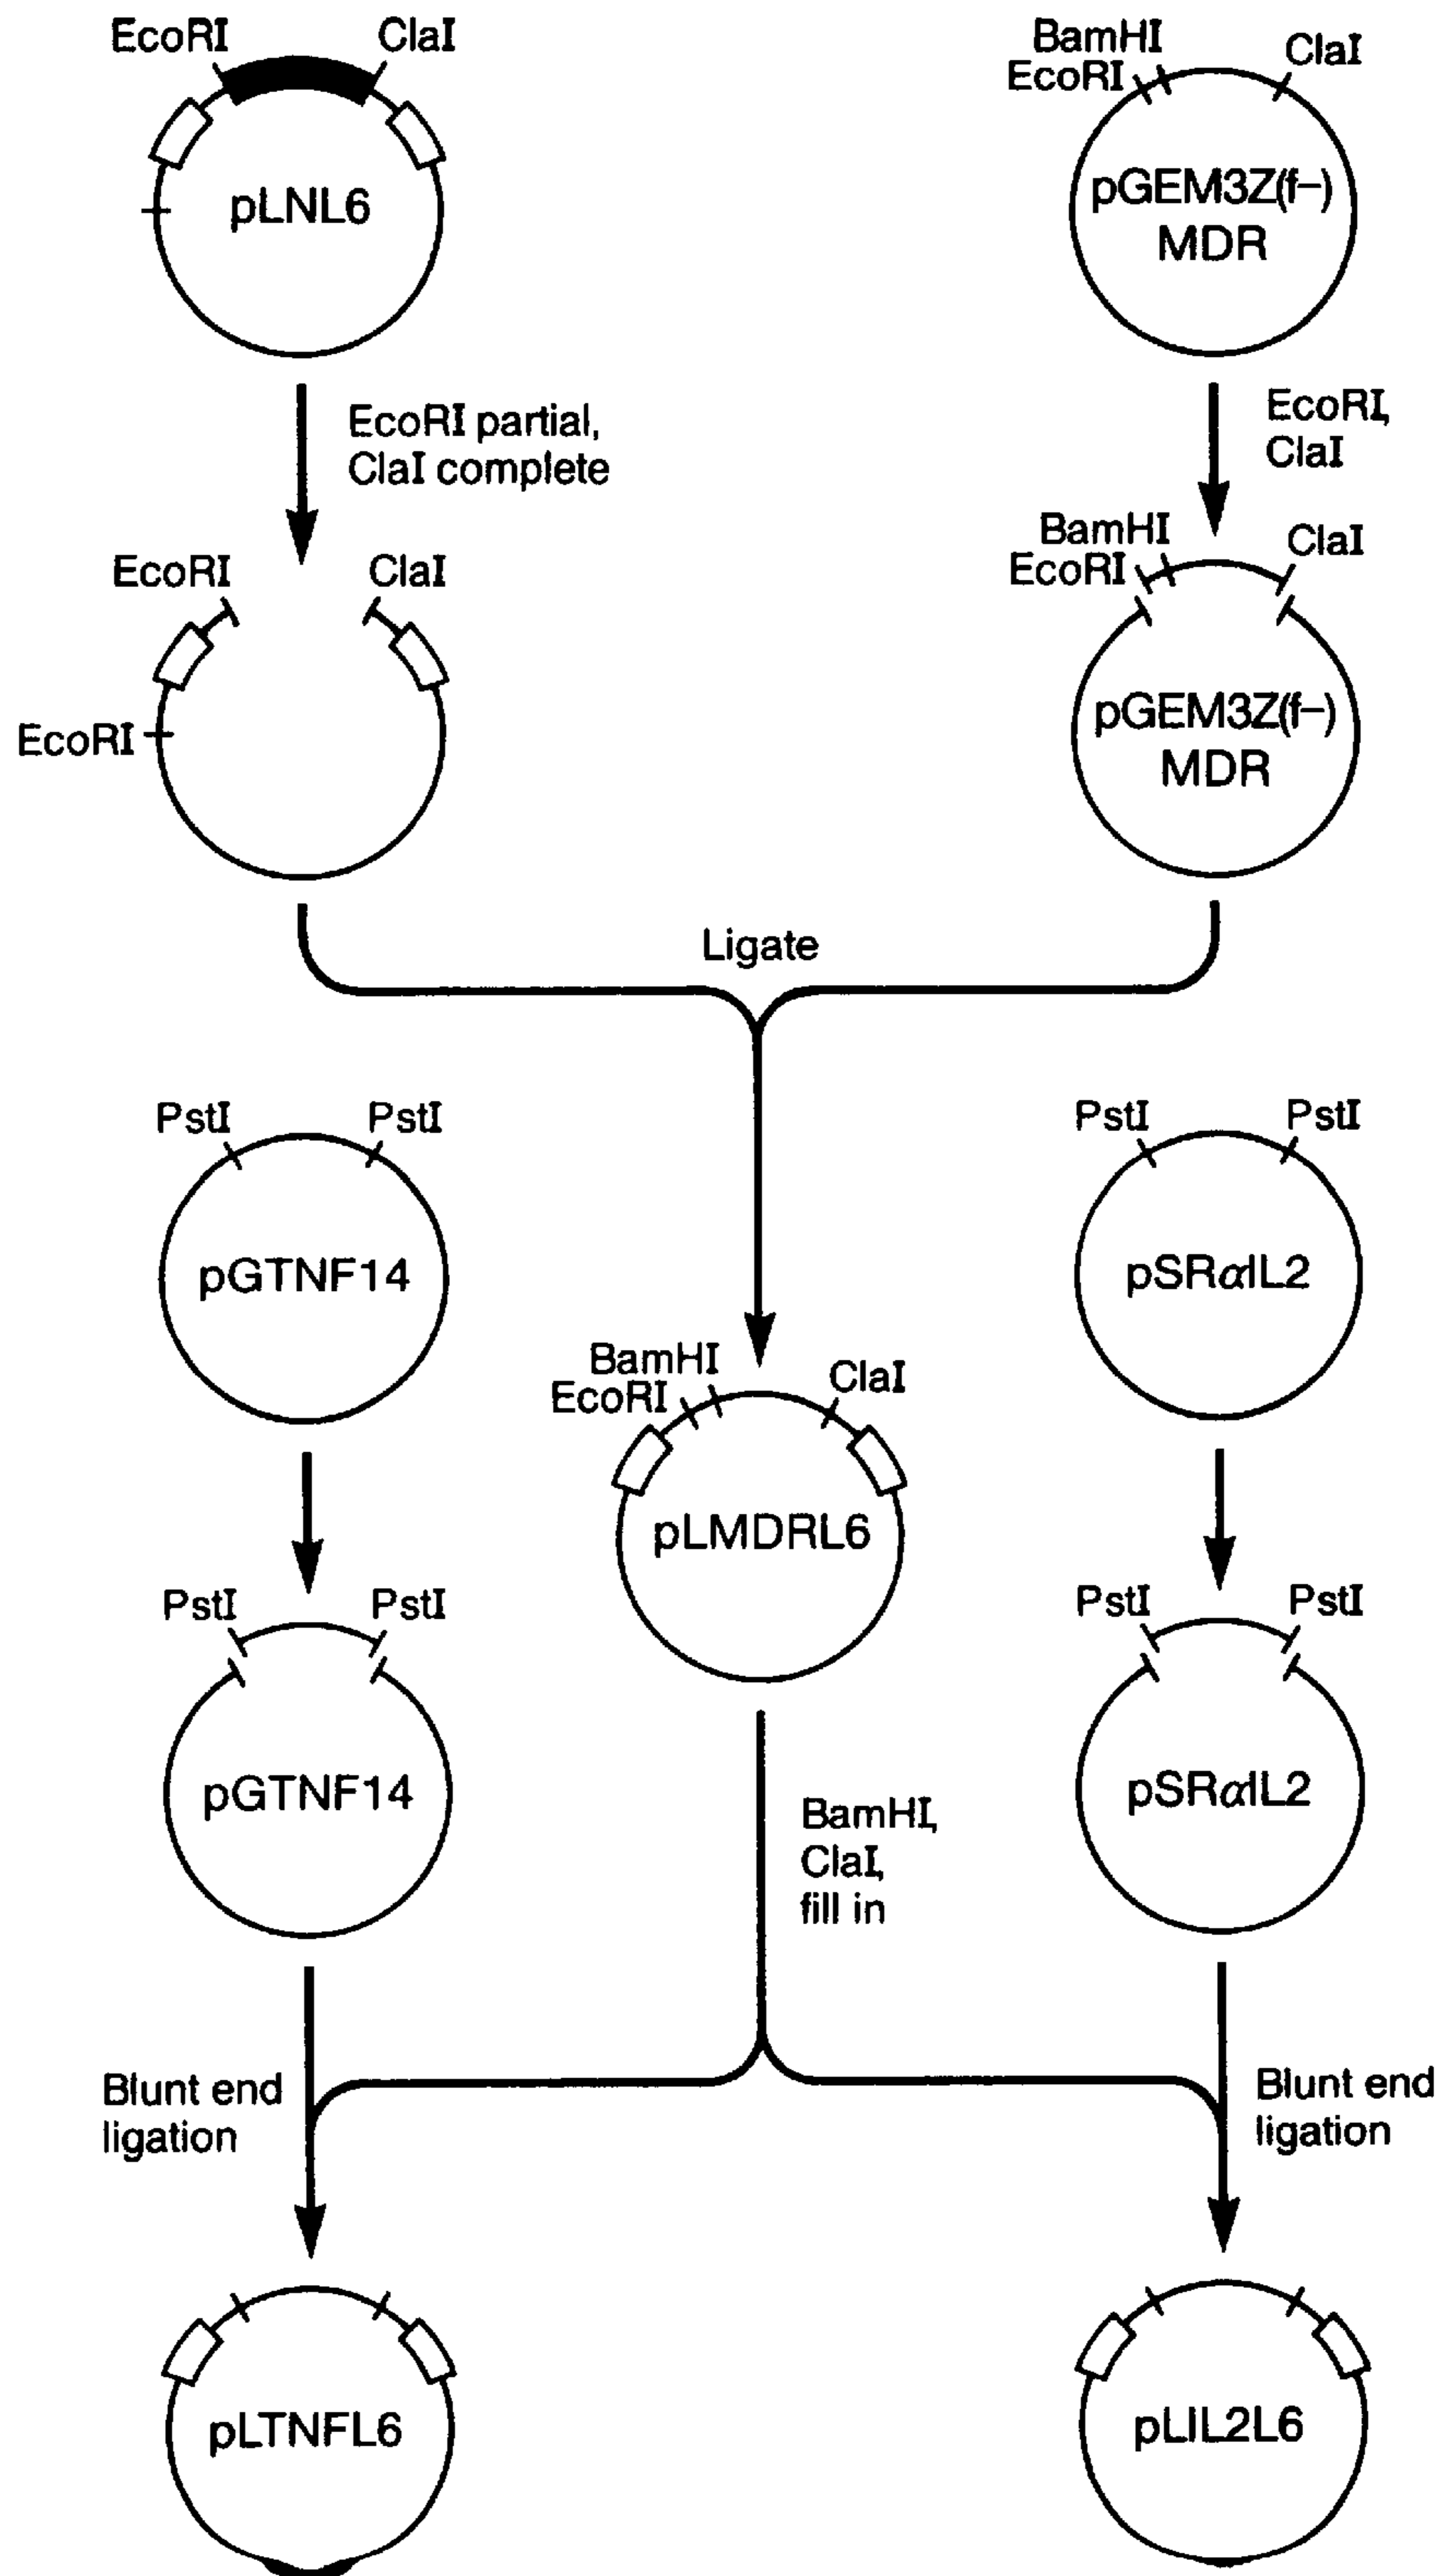 EcoRI
ClaI
BamHI
EcoRI
ClaI
pLNL6
pGEM3Z(f–)
MDR
EcoRI partial,
ClaI complete
EcoRI,
ClaI
EcoRI
ClaI
BamHI
EcoRI
ClaI
EcoRI
pGEM3Z(f–)
MDR
Ligate
PstI
PstI
PstI
PstI
pGTNF14
pSRαIL2
BamHI
EcoRI
ClaI
pLMDRL6
PstI
PstI
PstI
PstI
pGTNF14
pSRαIL2
BamHI,
ClaI,
fill in
Blunt end
ligation
Blunt end
ligation
pLTNFL6
pLIL2L6